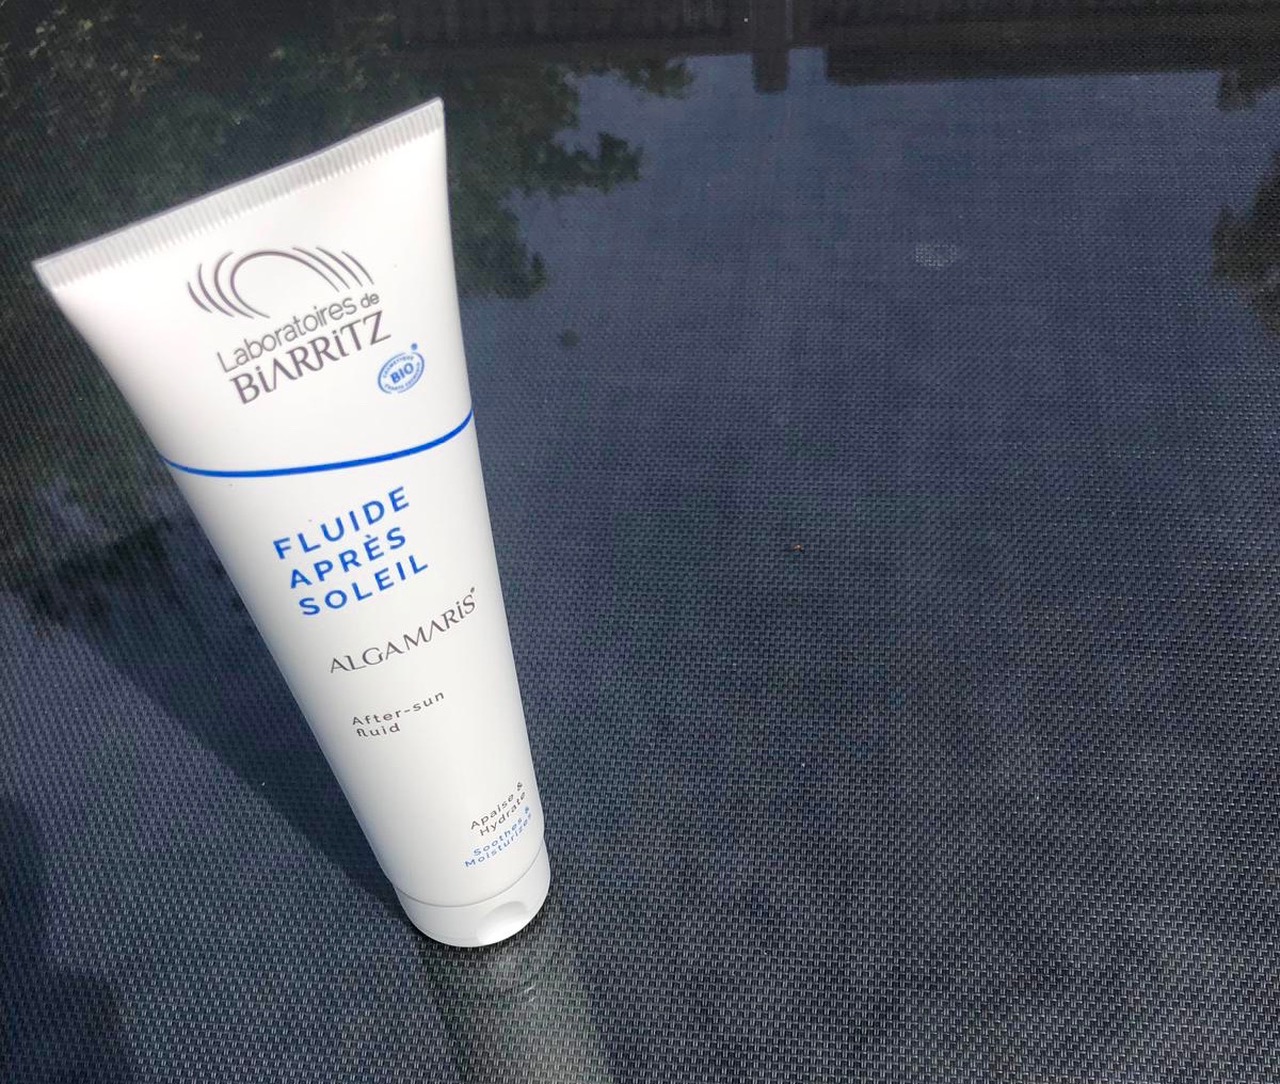 Laboratoires de
BiARRiTZ
BIO
FLUIDE
APRÈS
SOLEIL
ALGAMARiS
After-sun
fluid
Apaise &
Hydrate
Soothes &
Moisturizes